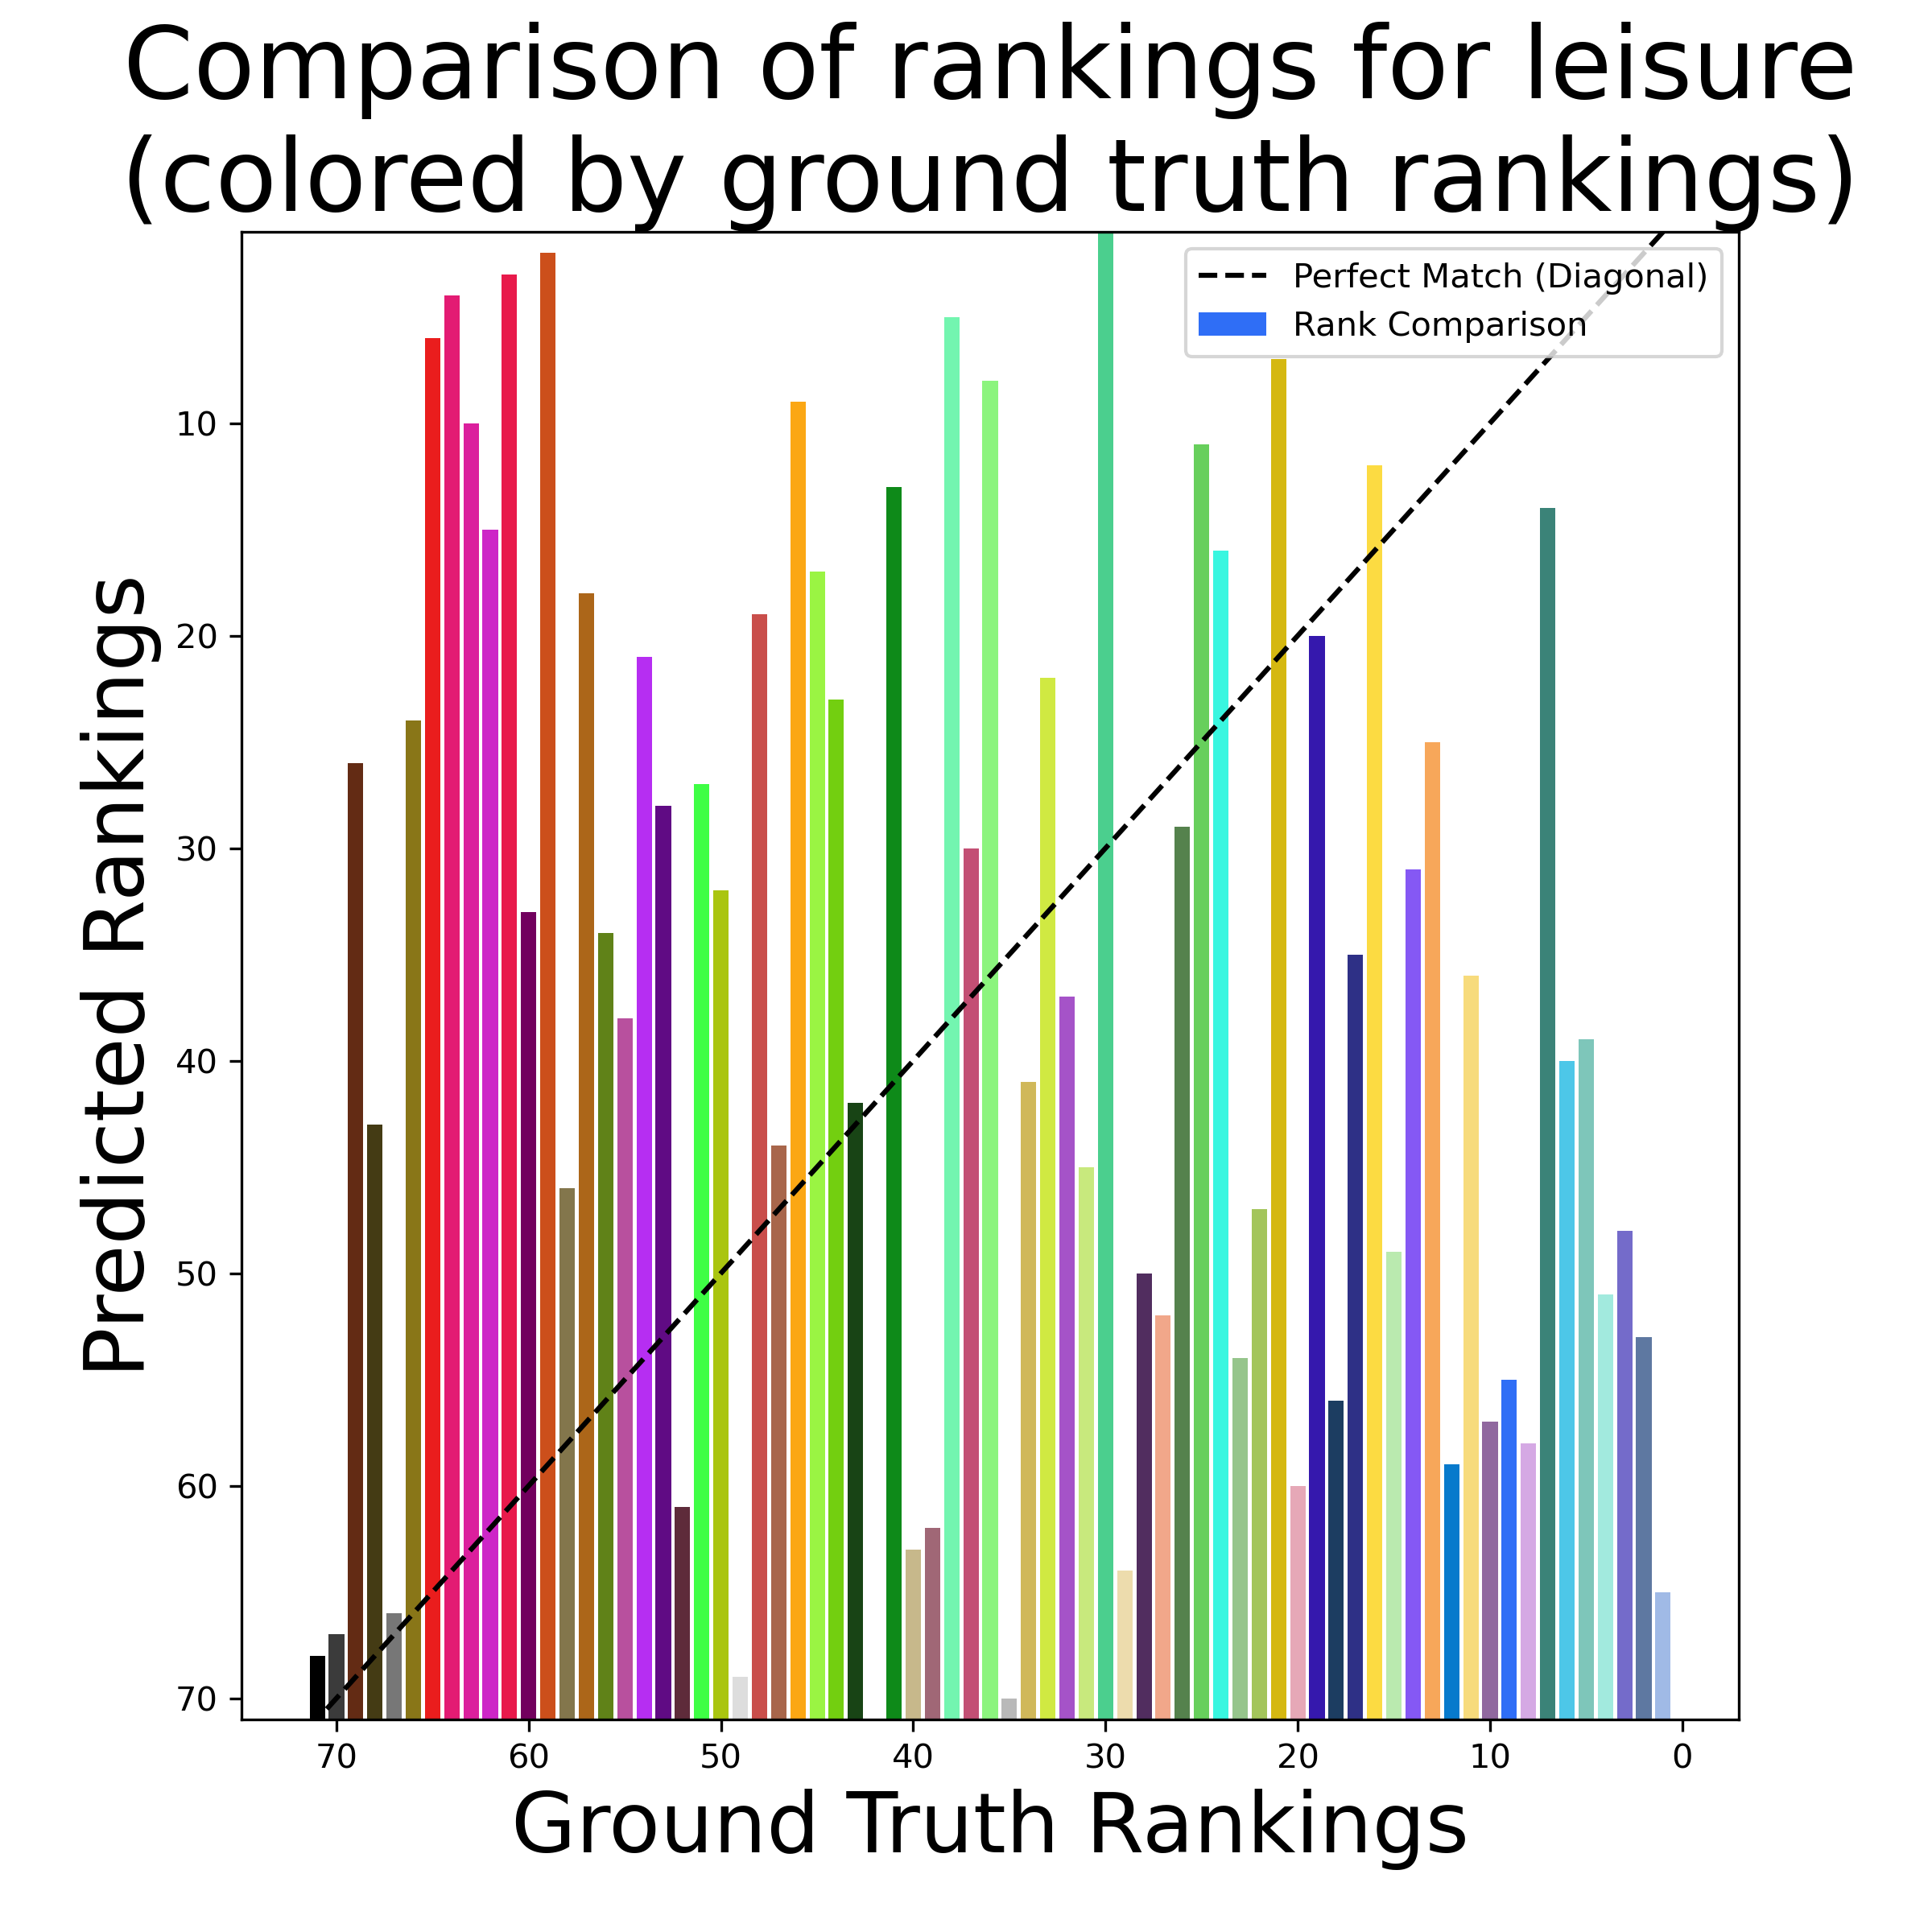 Comparison of rankings for leisure
(colored by ground truth rankings)
Perfect Match (Diagonal)
Rank Comparison
10
20
30
40
50
60
70
Predicted Rankings
70 60 50 40 30 20 10 0
Ground Truth Rankings